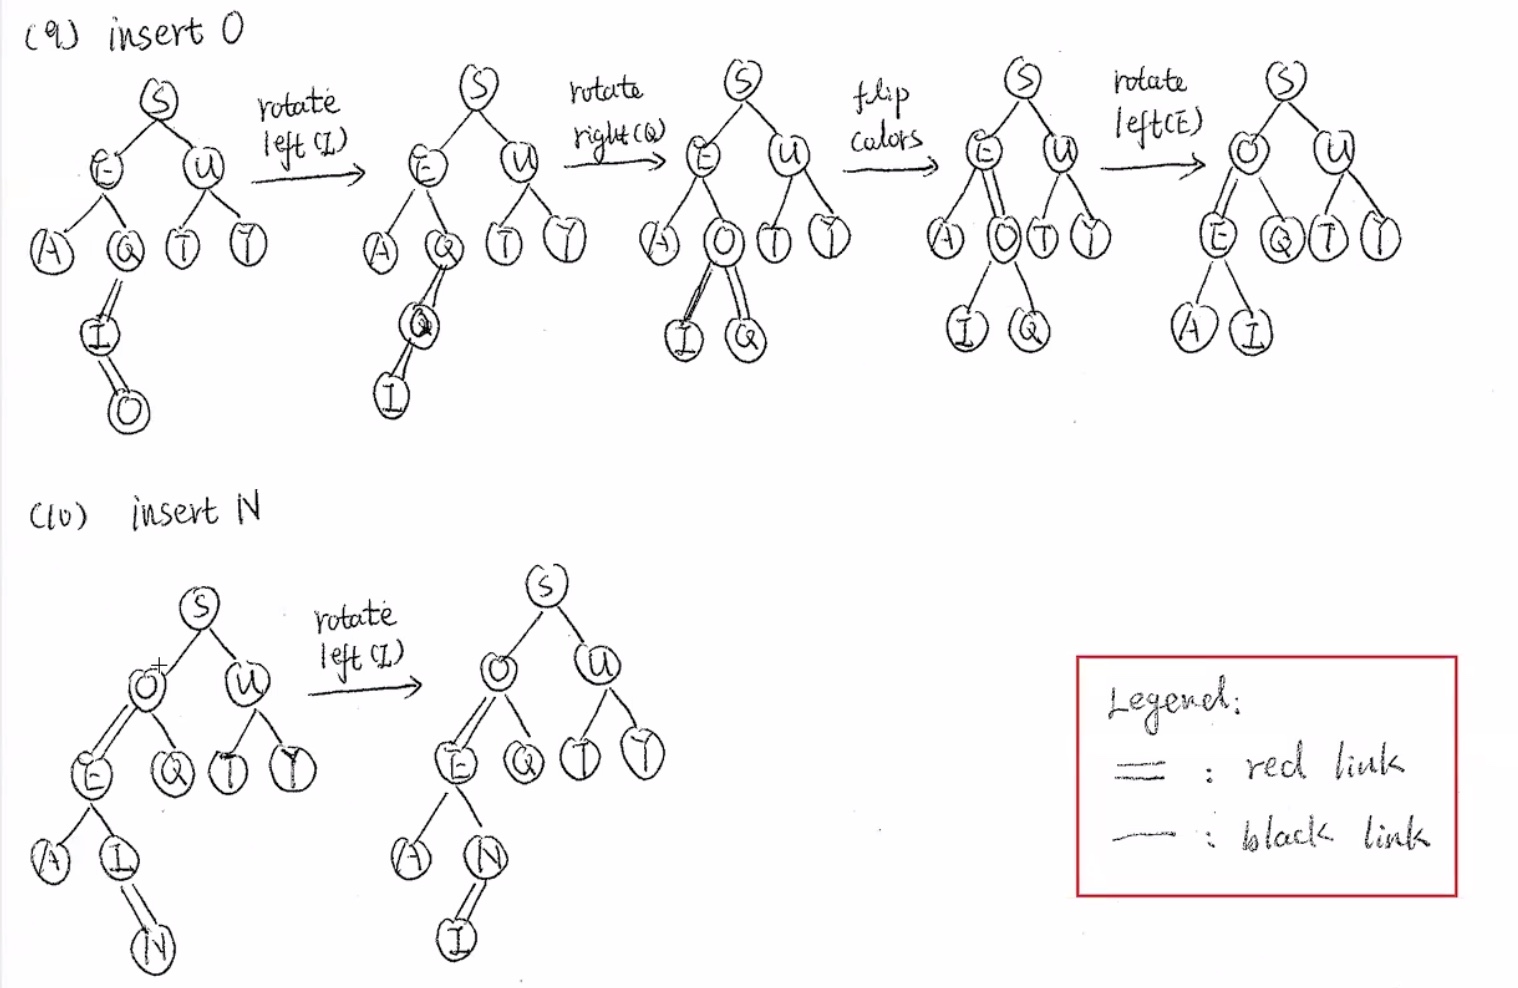 (9) insert O
S
rotate
left (I)
S
rotate
right (Q)
S
flip
colors
S
rotate
left(E)
S
E U
E U
E U
E U
O U
A Q T Y
A Q T Y
A O T Y
A O T Y
E Q T Y
I
I Q
I Q
A I
O
I
(10) insert N
S
rotate
left (I)
S
O U
O U
E Q T Y
E Q T Y
A I
A N
N
I
Legend:
= : red link
— : black link